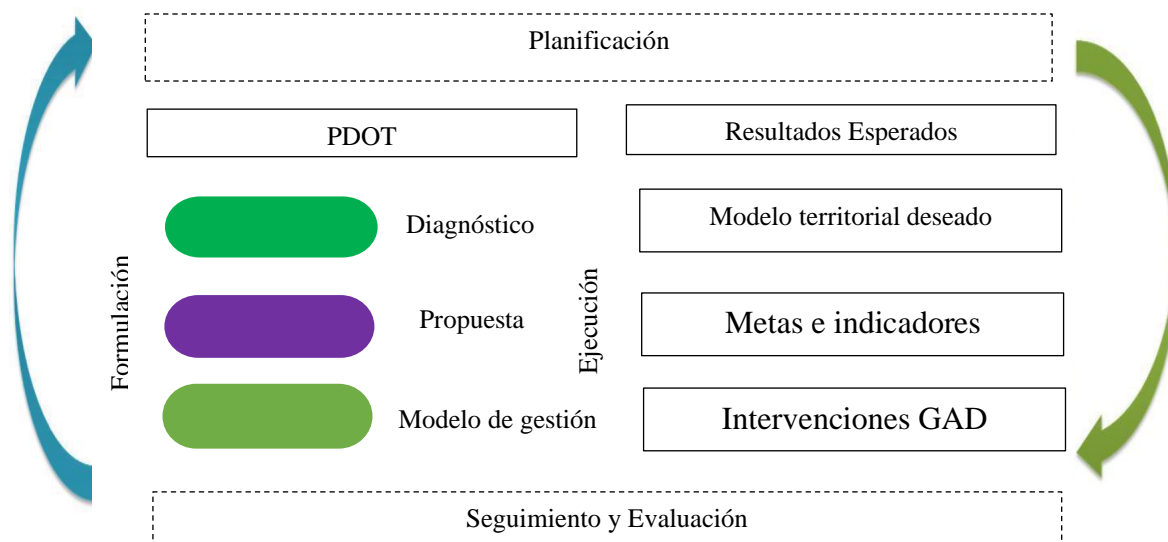 Planificación
PDOT
Resultados Esperados
Formulación
Diagnóstico
Propuesta
Modelo de gestión
Ejecución
Modelo territorial deseado
Metas e indicadores
Intervenciones GAD
Seguimiento y Evaluación